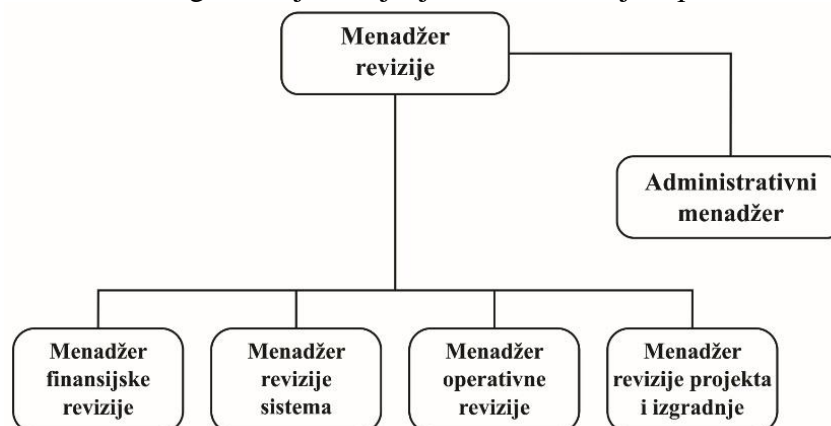 Menadžer
revizije
Administrativni
menadžer
Menadžer
finansijske
revizije
Menadžer
revizije
sistema
Menadžer
operativne
revizije
Menadžer
revizije projekta
i izgradnje